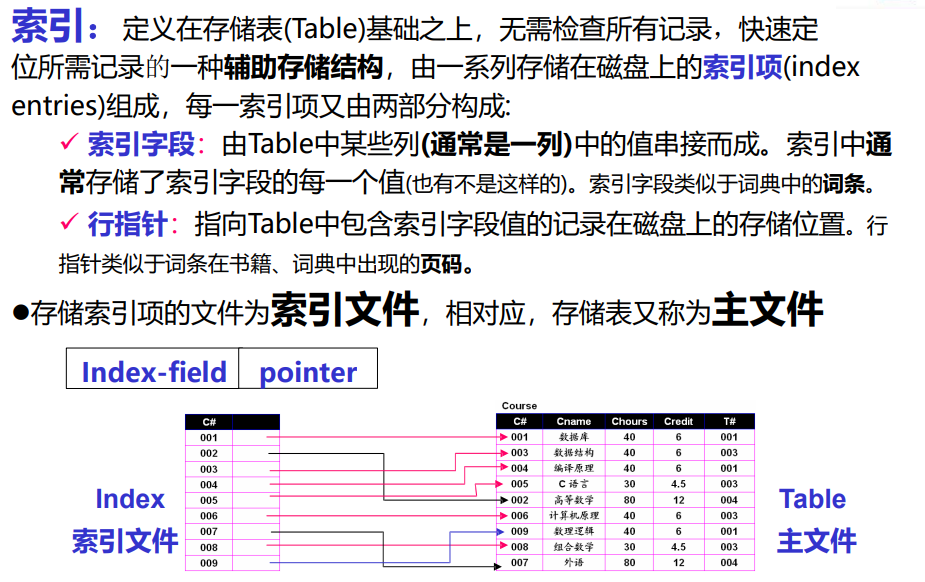 索引：定义在存储表(Table)基础之上，无需检查所有记录，快速定
位所需记录的一种辅助存储结构，由一系列存储在磁盘上的索引项(index
entries)组成，每一索引项又由两部分构成:
✓ 索引字段：由Table中某些列(通常是一列)中的值串接而成。索引中通
常存储了索引字段的每一个值(也有不是这样的)。索引字段类似于词典中的词条。
✓ 行指针：指向Table中包含索引字段值的记录在磁盘上的存储位置。行
指针类似于词条在书籍、词典中出现的页码。
●存储索引项的文件为索引文件，相对应，存储表又称为主文件
Index-field pointer
Course
C#
001
002
003
004
005
006
007
008
009
C# Cname Chours Credit T#
001 数据库 40 6 001
003 数据结构 40 6 003
004 编译原理 40 6 001
005 C 语言 30 4.5 003
002 高等数学 80 12 004
006 计算机原理 40 6 003
009 数理逻辑 40 6 001
008 组合数学 30 4.5 003
007 外语 80 12 004
Index
索引文件
Table
主文件